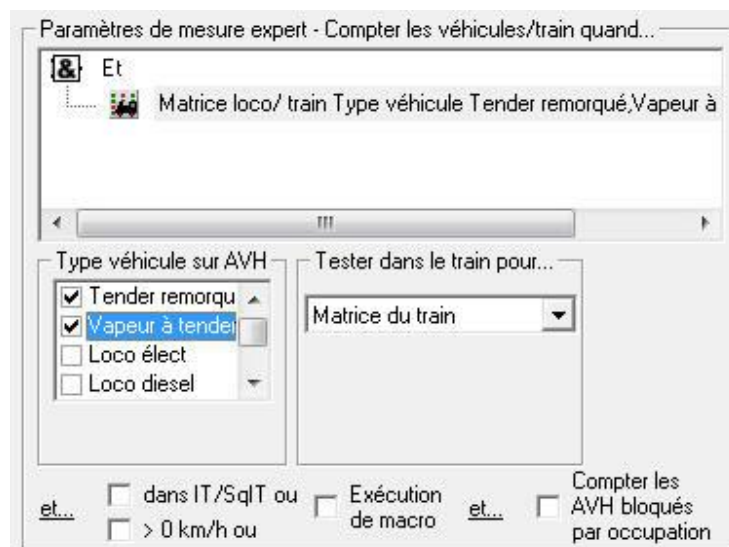 Paramètres de mesure expert - Compter les véhicules/train quand...
& Et
Matrice loco/ train Type véhicule Tender remorqué,Vapeur à
Type véhicule sur AVH
Tender remorqu
Vapeur à tender
Loco élect
Loco diesel
Tester dans le train pour...
Matrice du train
et...
dans IT/SqIT ou
> 0 km/h ou
Exécution
de macro
et...
Compter les
AVH bloqués
par occupation